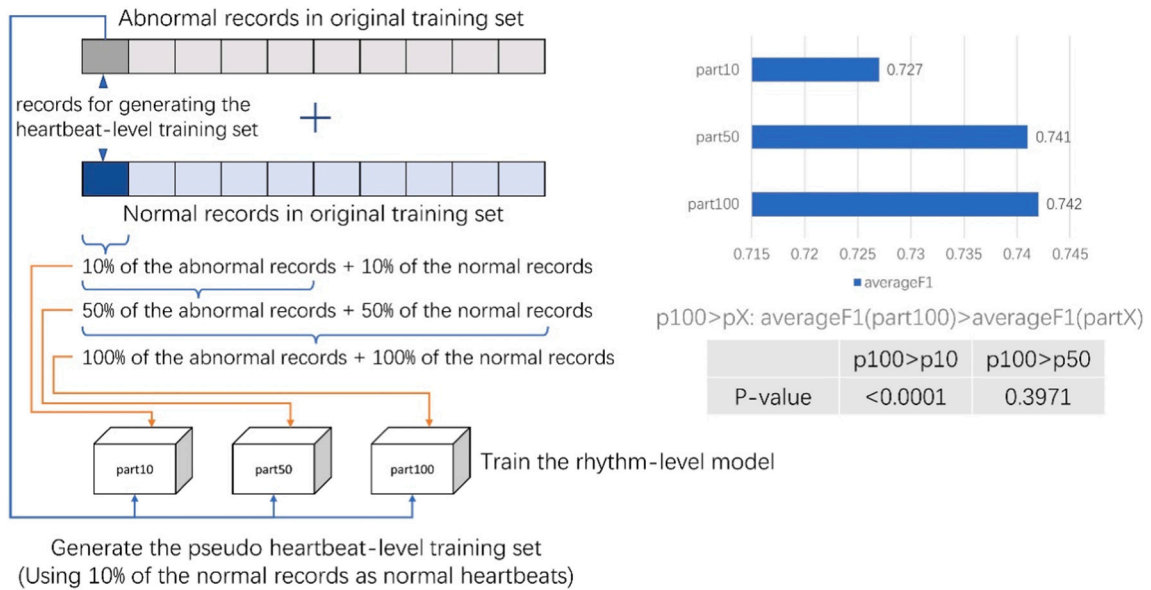 Abnormal records in original training set
records for generating the
heartbeat-level training set
+
Normal records in original training set
10% of the abnormal records + 10% of the normal records
50% of the abnormal records + 50% of the normal records
100% of the abnormal records + 100% of the normal records
part10
part50
part100
Train the rhythm-level model
Generate the pseudo heartbeat-level training set
(Using 10% of the normal records as normal heartbeats)
part10
0.727
part50
0.741
part100
0.742
0.715 0.72 0.725 0.73 0.735 0.74 0.745
averageF1
p100>pX: averageF1(part100)>averageF1(partX)
p100>p10 p100>p50
P-value <0.0001 0.3971